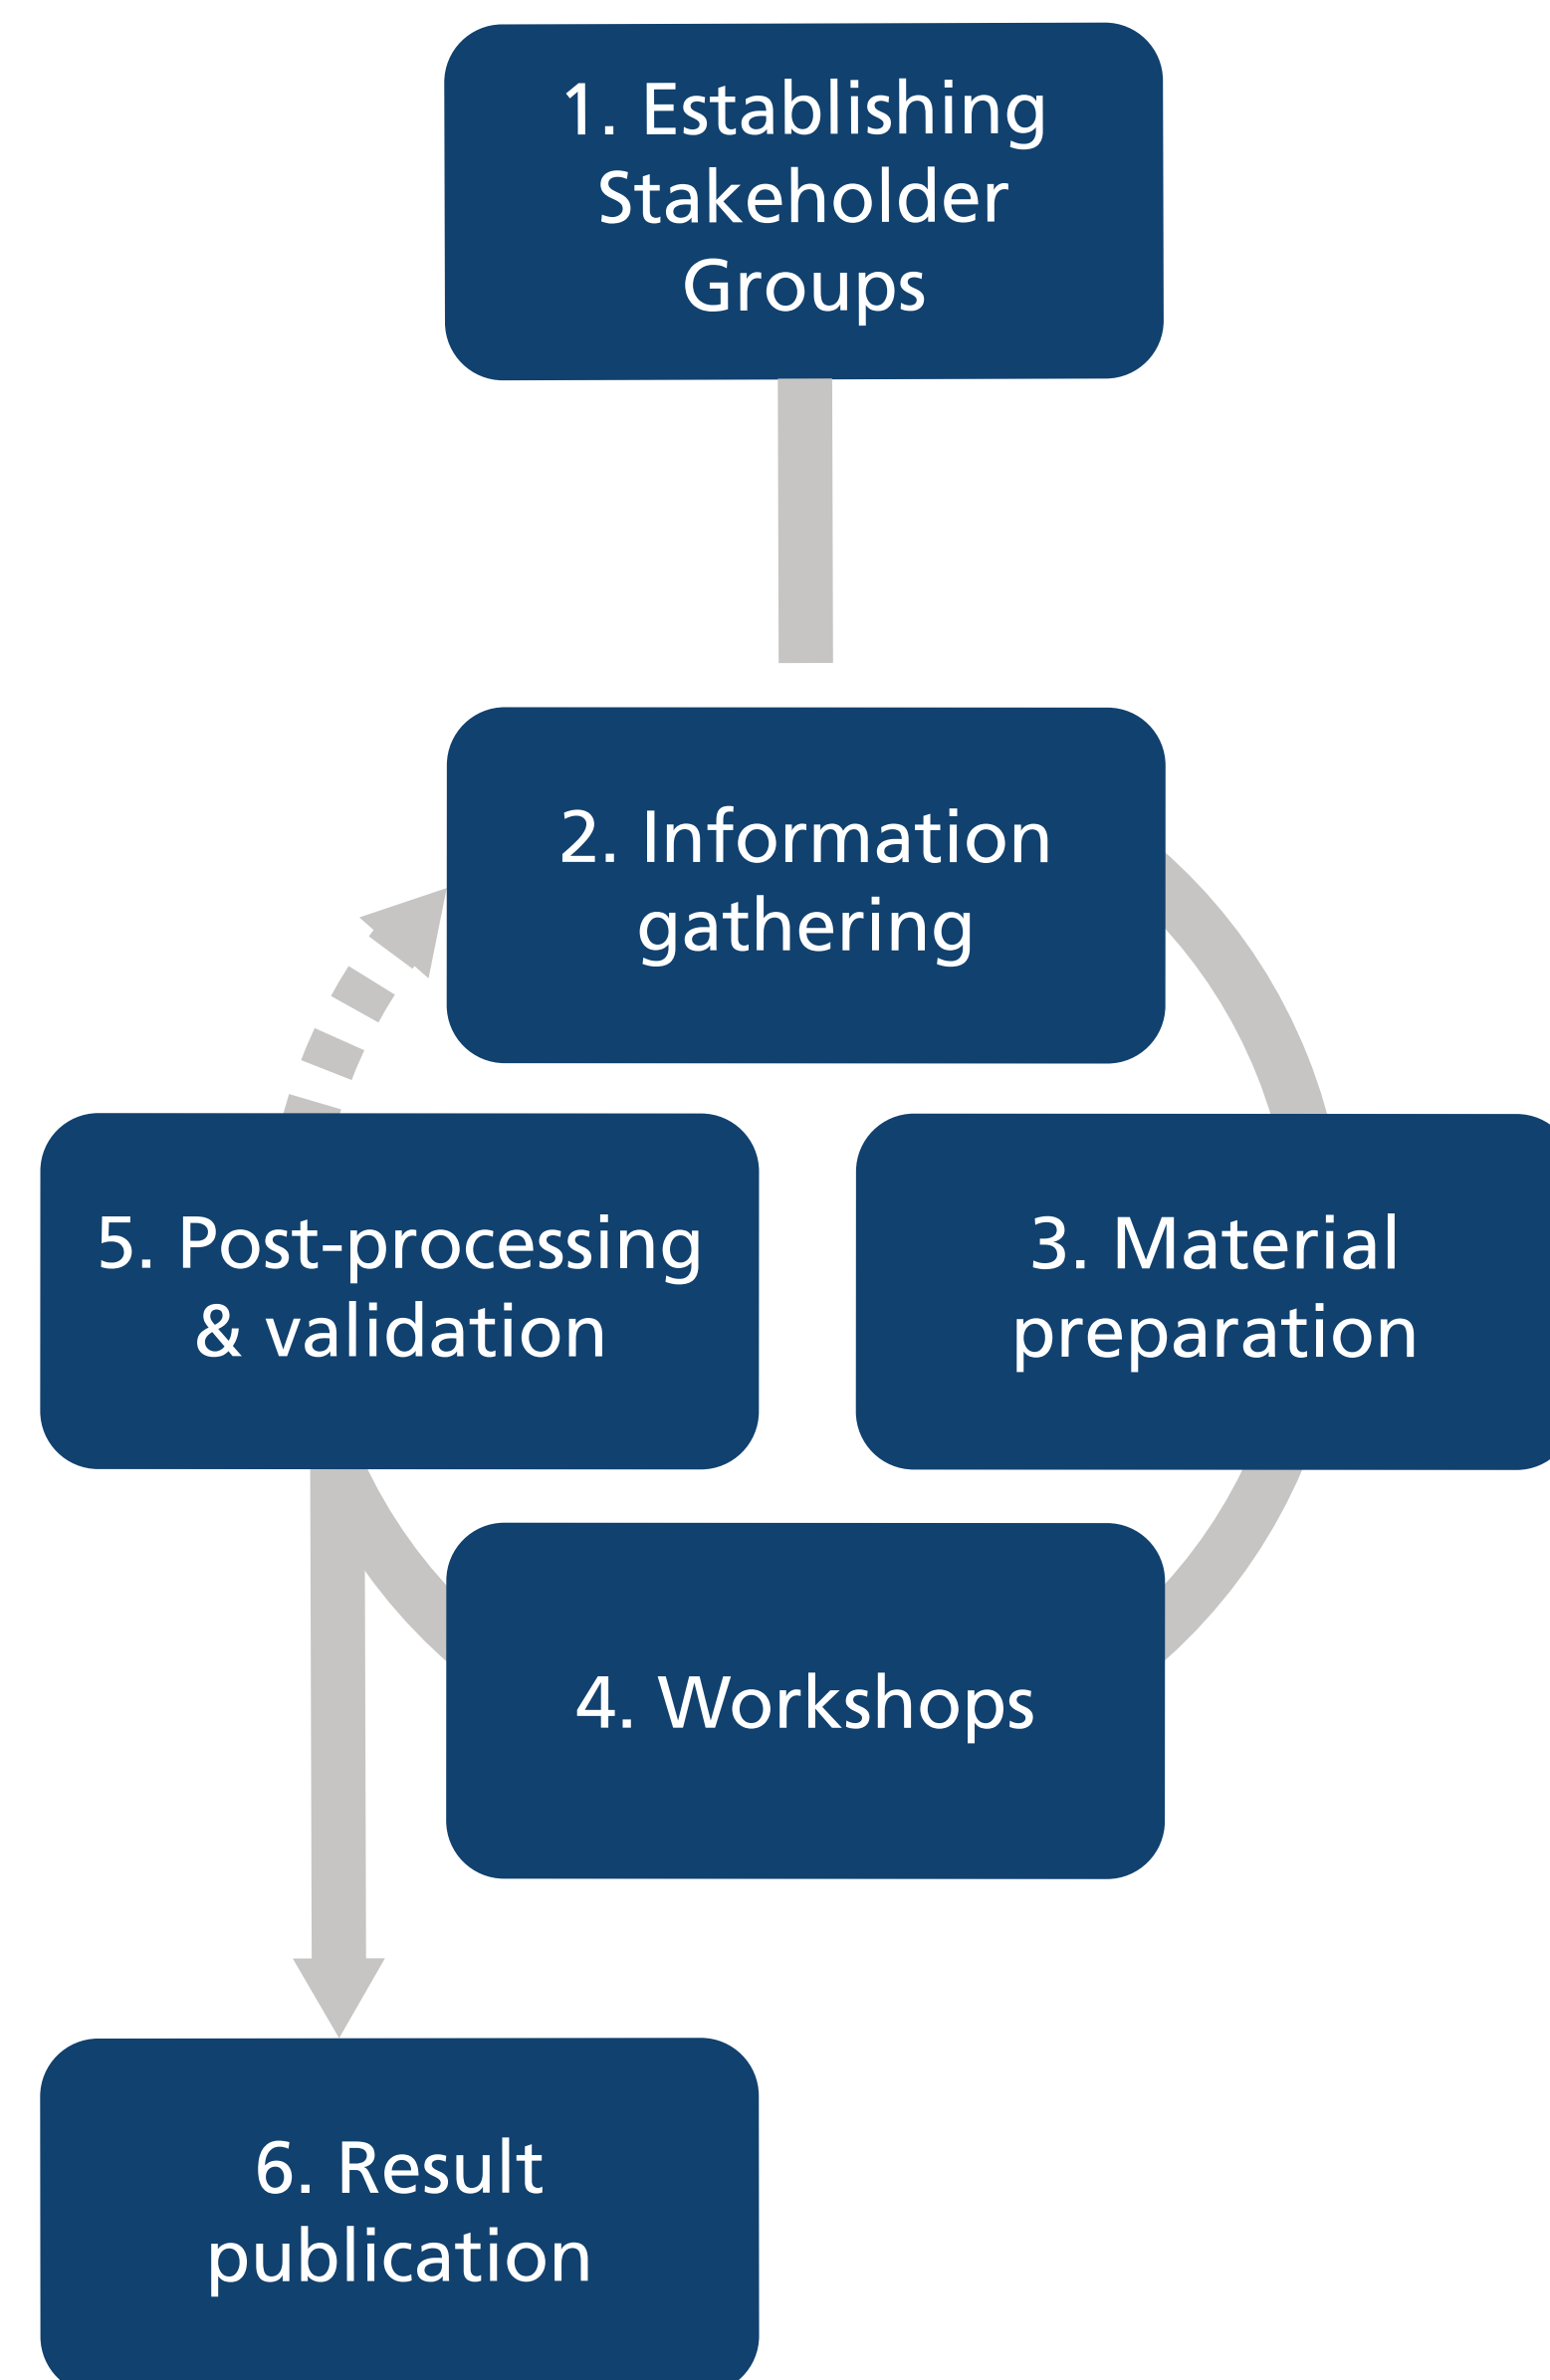 1. Establishing
Stakeholder
Groups
2. Information
gathering
5. Post-processing
& validation
3. Material
preparation
4. Workshops
6. Result
publication